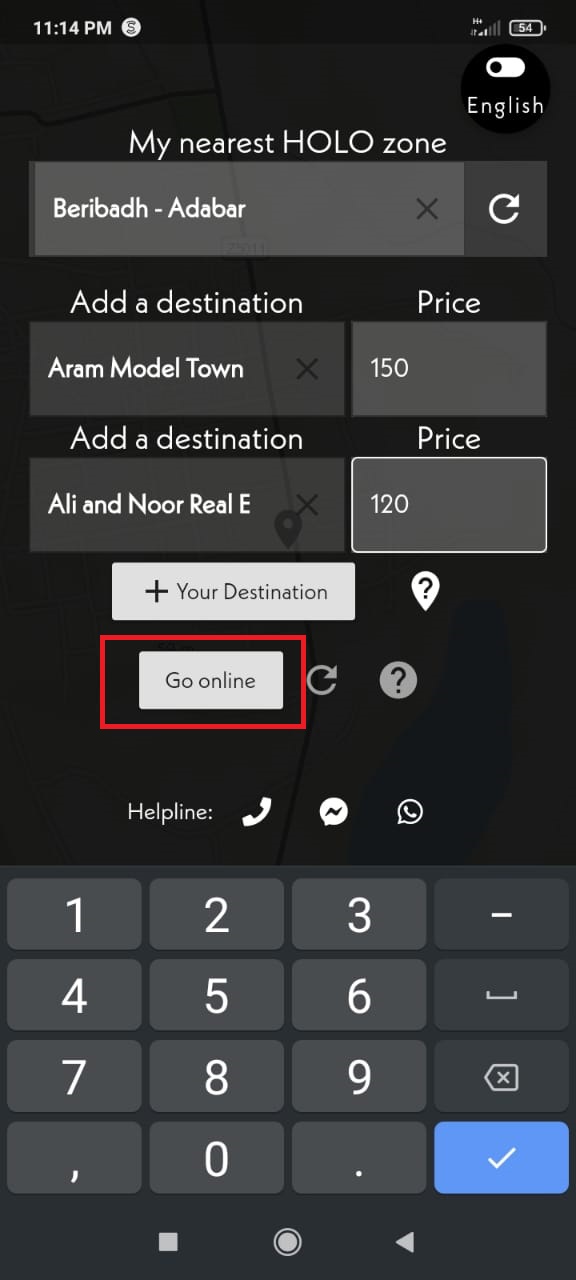 11:14 PM
H+
54
English
My nearest HOLO zone
Beribadh - Adabar
Z5011
Add a destination Price
Aram Model Town 150
Add a destination Price
Ali and Noor Real E 120
+ Your Destination
Go online
Helpline:
1 2 3 -
4 5 6
7 8 9
, 0 .